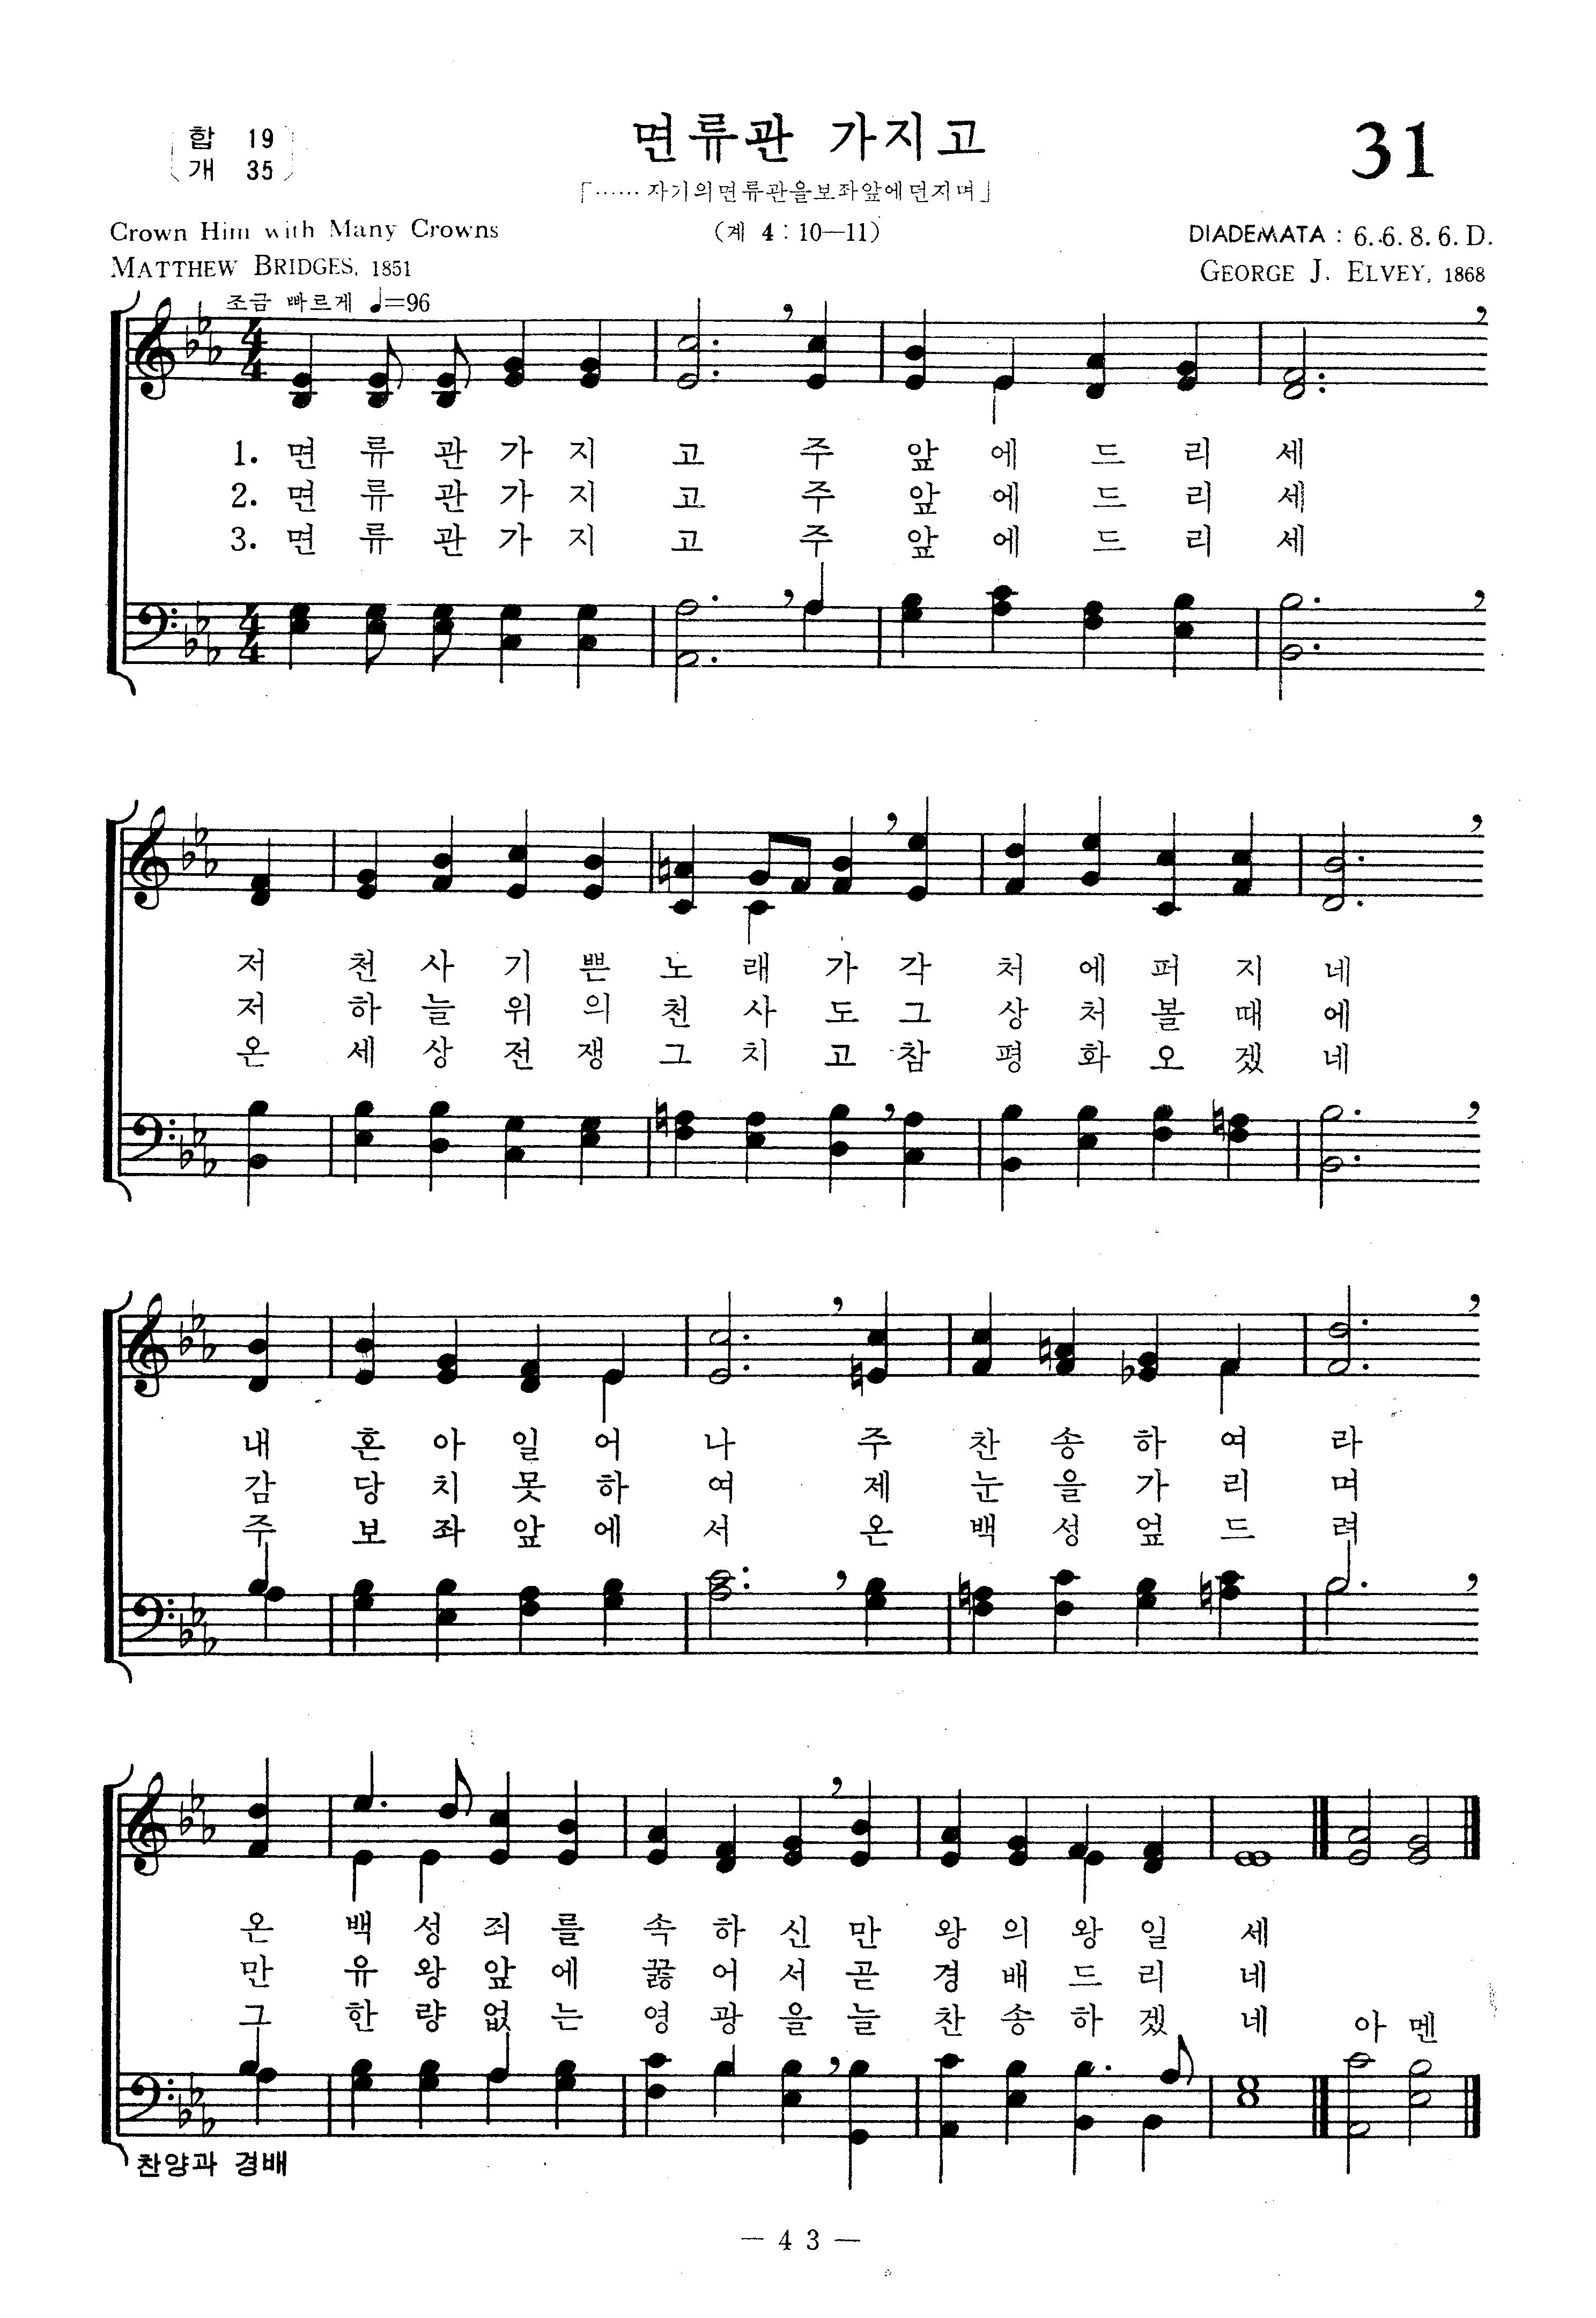 합 19
개 35
면류관 가지고
31
「……자기의면류관을보좌앞에던지며」
Crown Him with Many Crowns
(계 4:10—11)
DIADEMATA : 6.6.8.6.D.
MATTHEW BRIDGES, 1851
GEORGE J. ELVEY, 1868
조금 빠르게 ♩=96
1. 면 류 관 가 지 고 주 앞 에 드 리 세
2. 면 류 관 가 지 고 주 앞 에 드 리 세
3. 면 류 관 가 지 고 주 앞 에 드 리 세
저 천 사 기 쁜 노 래 가 각 처 에 퍼 지 네
저 하 늘 위 의 천 사 도 그 상 처 볼 때 에
온 세 상 전 쟁 그 치 고 참 평 화 오 겠 네
내 혼 아 일 어 나 주 찬 송 하 여 라
감 당 치 못 하 여 제 눈 을 가 리 며
주 보 좌 앞 에 서 온 백 성 엎 드 려
온 백 성 죄 를 속 하 신 만 왕 의 왕 일 세
만 유 왕 앞 에 꿇 어 서 곧 경 배 드 리 네
그 한 량 없 는 영 광 을 늘 찬 송 하 겠 네 아 멘
찬양과 경배
— 43 —